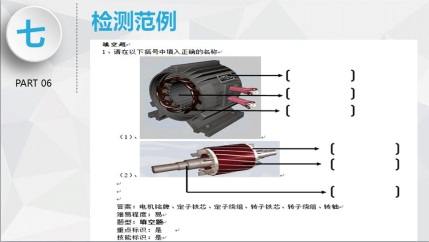 七
检测范例
PART 06
填空题
1、请在以下括号中填入正确的名称
( )
( )
( )
(1)、
( )
( )
(2)、
( )
答案：电机铭牌、定子铁芯、定子绕组、转子铁芯、转子绕组、转轴
难易程度：易
题型：填空题
重点标识：是
技能标识：是